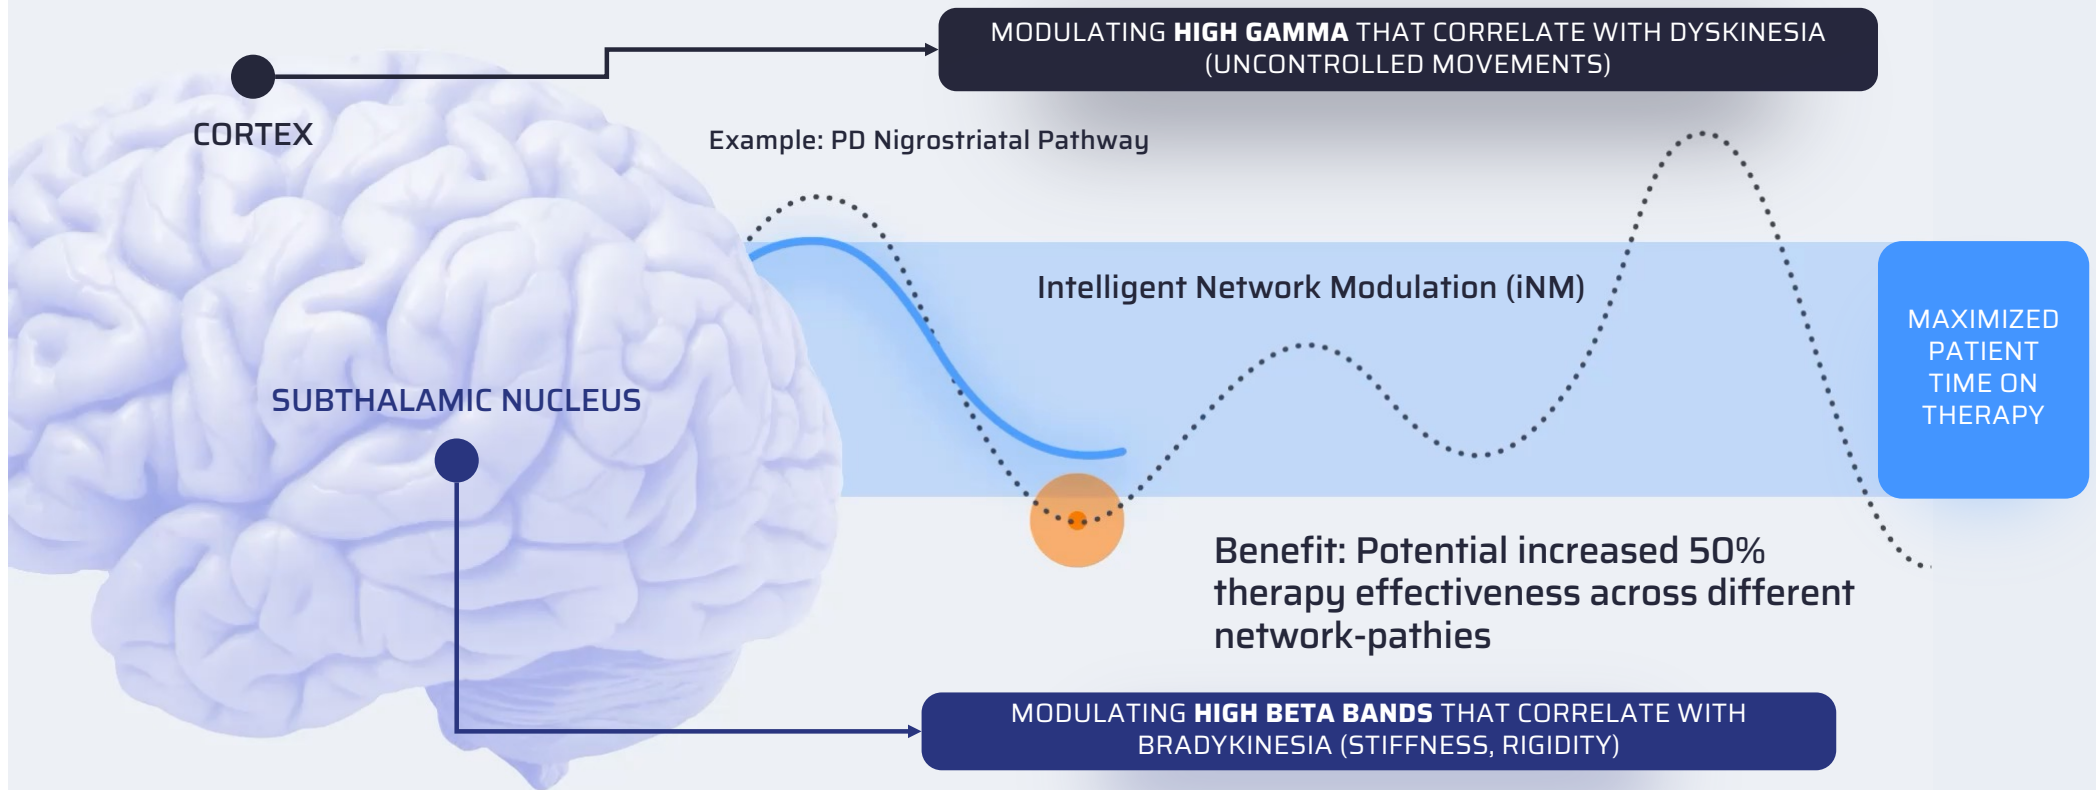 MODULATING HIGH GAMMA THAT CORRELATE WITH DYSKINESIA
(UNCONTROLLED MOVEMENTS)
CORTEX
Example: PD Nigrostriatal Pathway
Intelligent Network Modulation (iNM)
MAXIMIZED
PATIENT
TIME ON
THERAPY
SUBTHALAMIC NUCLEUS
Benefit: Potential increased 50%
therapy effectiveness across different
network-pathies
MODULATING HIGH BETA BANDS THAT CORRELATE WITH
BRADYKINESIA (STIFFNESS, RIGIDITY)